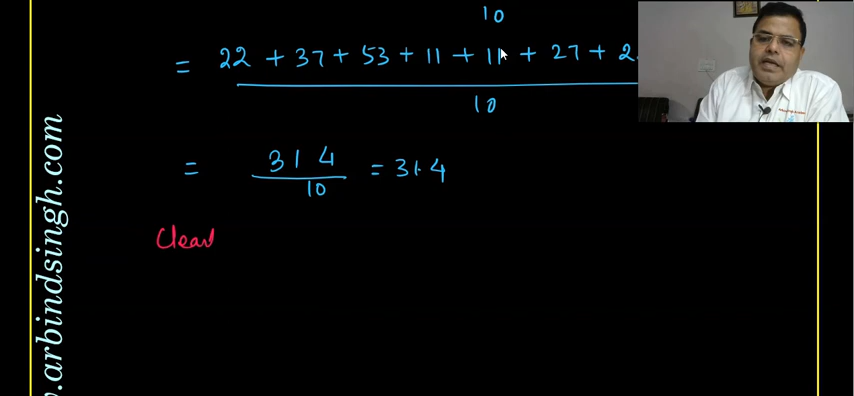 10
= 22 + 37 + 53 + 11 + 11 + 27 + 2
10
= 314
10 = 31.4
Clear
.arbindsingh.com